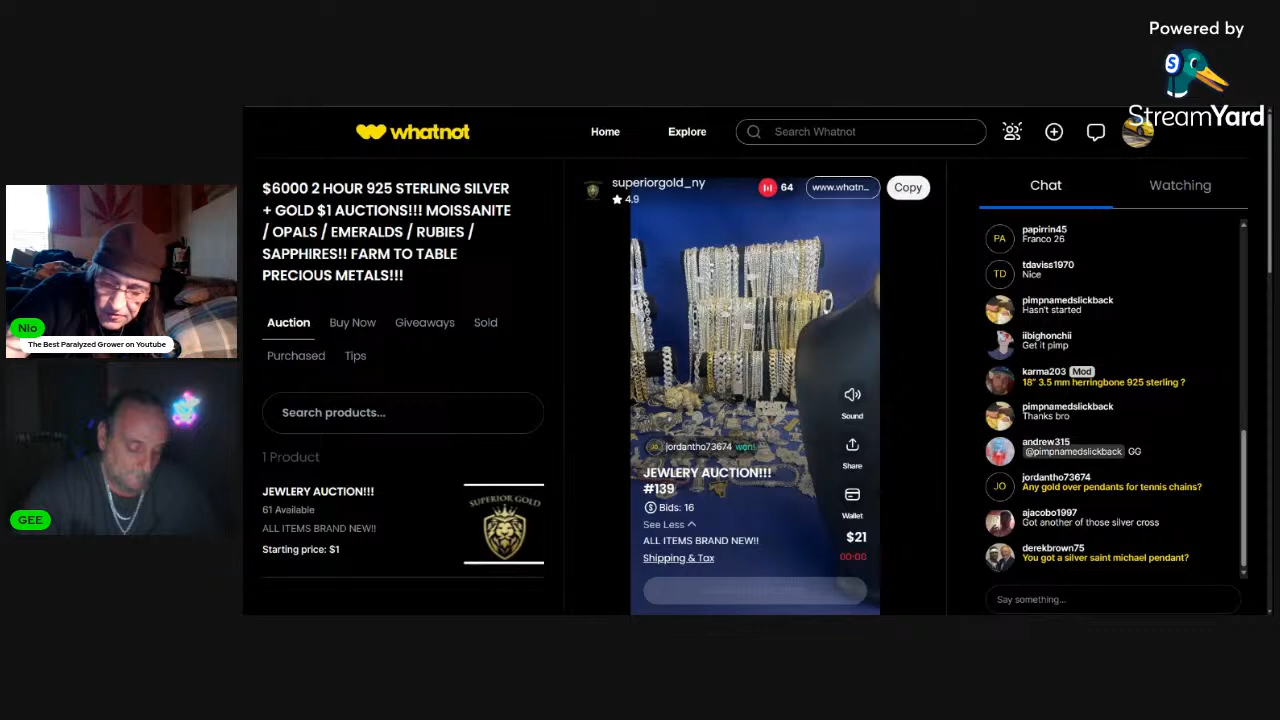 Powered by
S
StreamYard
whatnot
Home
Explore
Search Whatnot
$6000 2 HOUR 925 STERLING SILVER
+ GOLD $1 AUCTIONS!!! MOISSANITE
/ OPALS / EMERALDS / RUBIES /
SAPPHIRES!! FARM TO TABLE
PRECIOUS METALS!!!
Auction
Buy Now
Giveaways
Sold
Purchased
Tips
Search products...
1 Product
JEWLERY AUCTION!!!
61 Available
ALL ITEMS BRAND NEW!!
Starting price: $1
SUPERIOR GOLD
Nio
The Best Paralyzed Grower on Youtube
GEE
superiorgold_ny
4.9
64
www.whatn...
Copy
Sound
Share
Wallet
JO jordantho73674 won!
JEWLERY AUCTION!!!
#139
Bids: 16
See Less
ALL ITEMS BRAND NEW!!
Shipping & Tax
$21
00:00
Chat
Watching
PA
papirrin45
Franco 26
TD
tdaviss1970
Nice
pimpnamedslickback
Hasn't started
iibighonchii
Get it pimp
karma203 Mod
18" 3.5 mm herringbone 925 sterling ?
pimpnamedslickback
Thanks bro
andrew315
@pimpnamedslickback GG
JO
jordantho73674
Any gold over pendants for tennis chains?
ajacobo1997
Got another of those silver cross
derekbrown75
You got a silver saint michael pendant?
Say something...